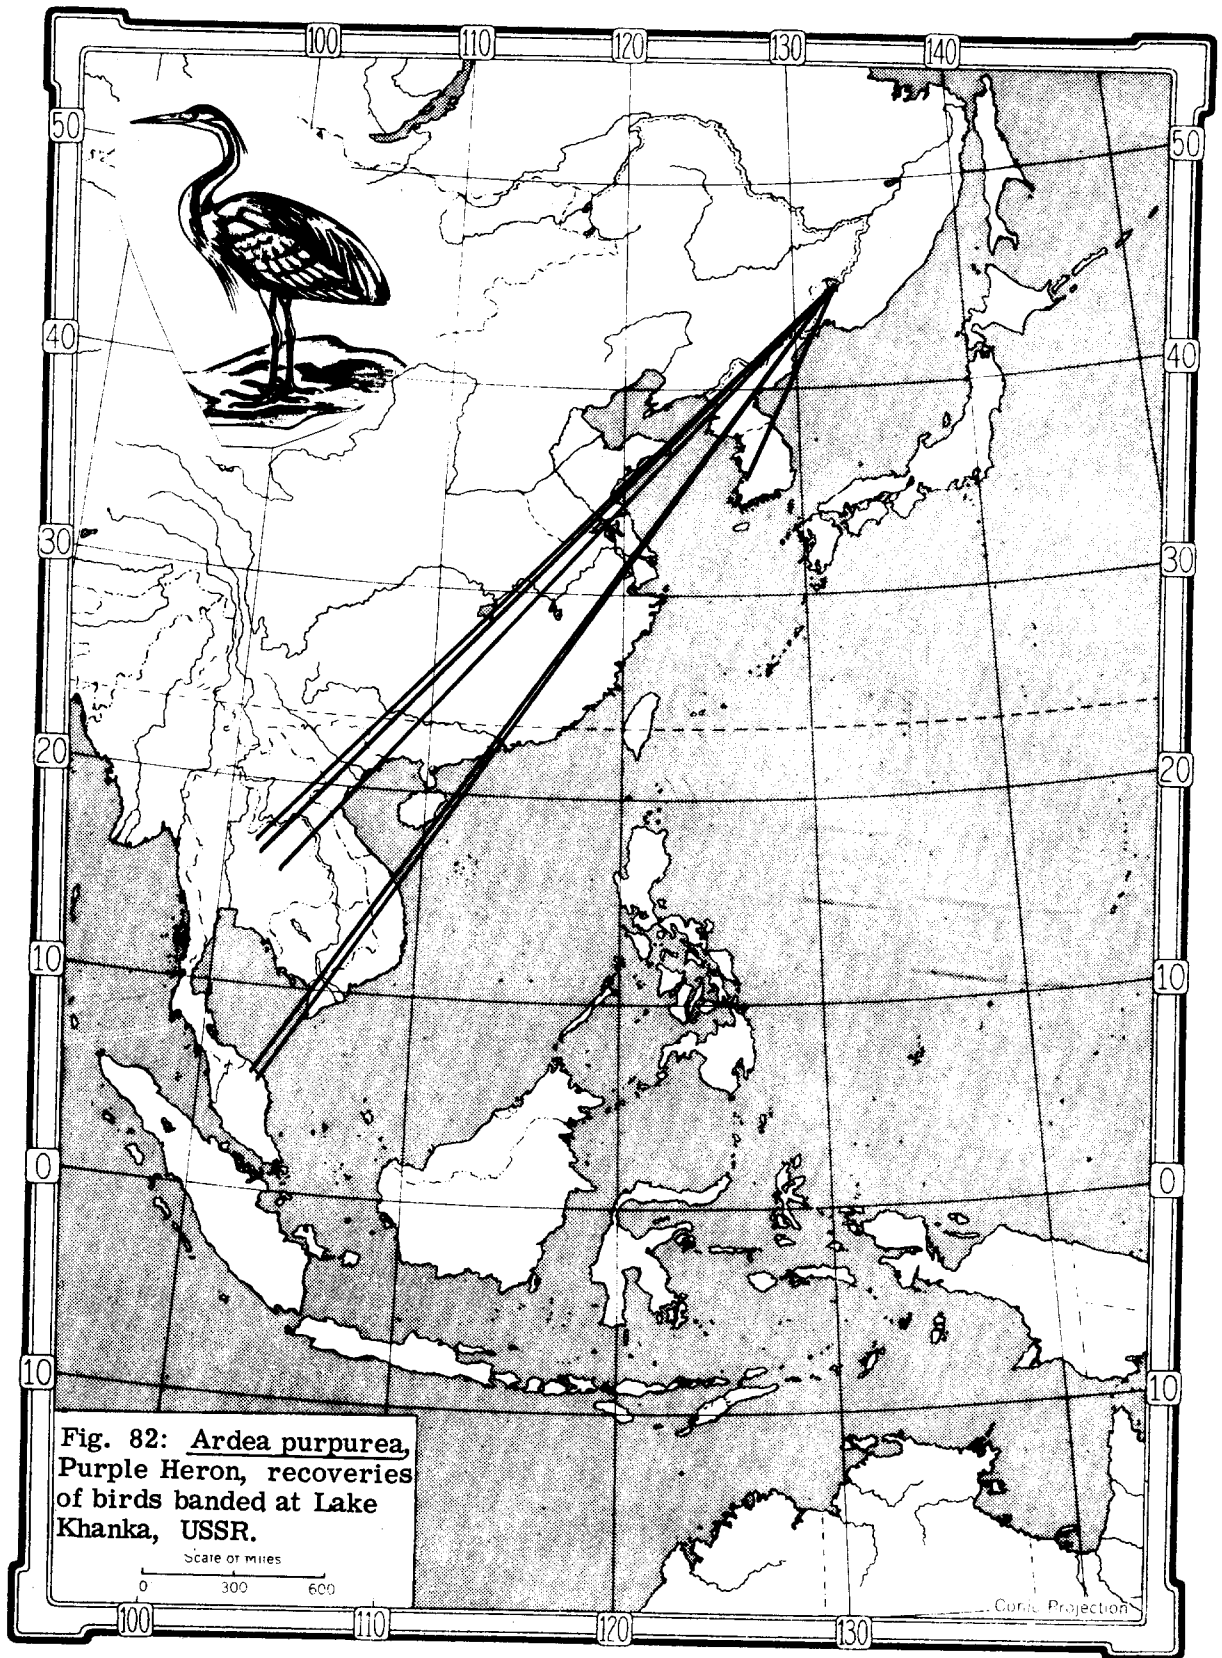 100 110 120 130 140
50 50
40 40
30 30
20 20
10 10
0 0
10 10
Fig. 82: Ardea purpurea,
Purple Heron, recoveries
of birds banded at Lake
Khanka, USSR.
Scale of Miles
0 300 600
Conic Projection
100 110 120 130